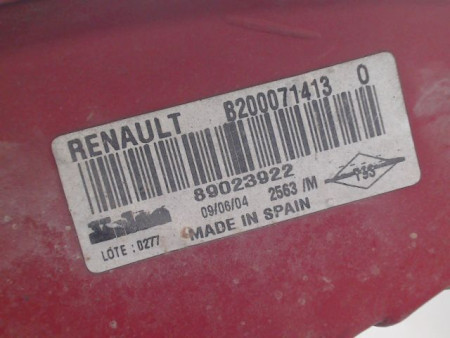 RENAULT 8200071413 0
89023922
09/06/04 2563 /M
LOTE : 0277 MADE IN SPAIN